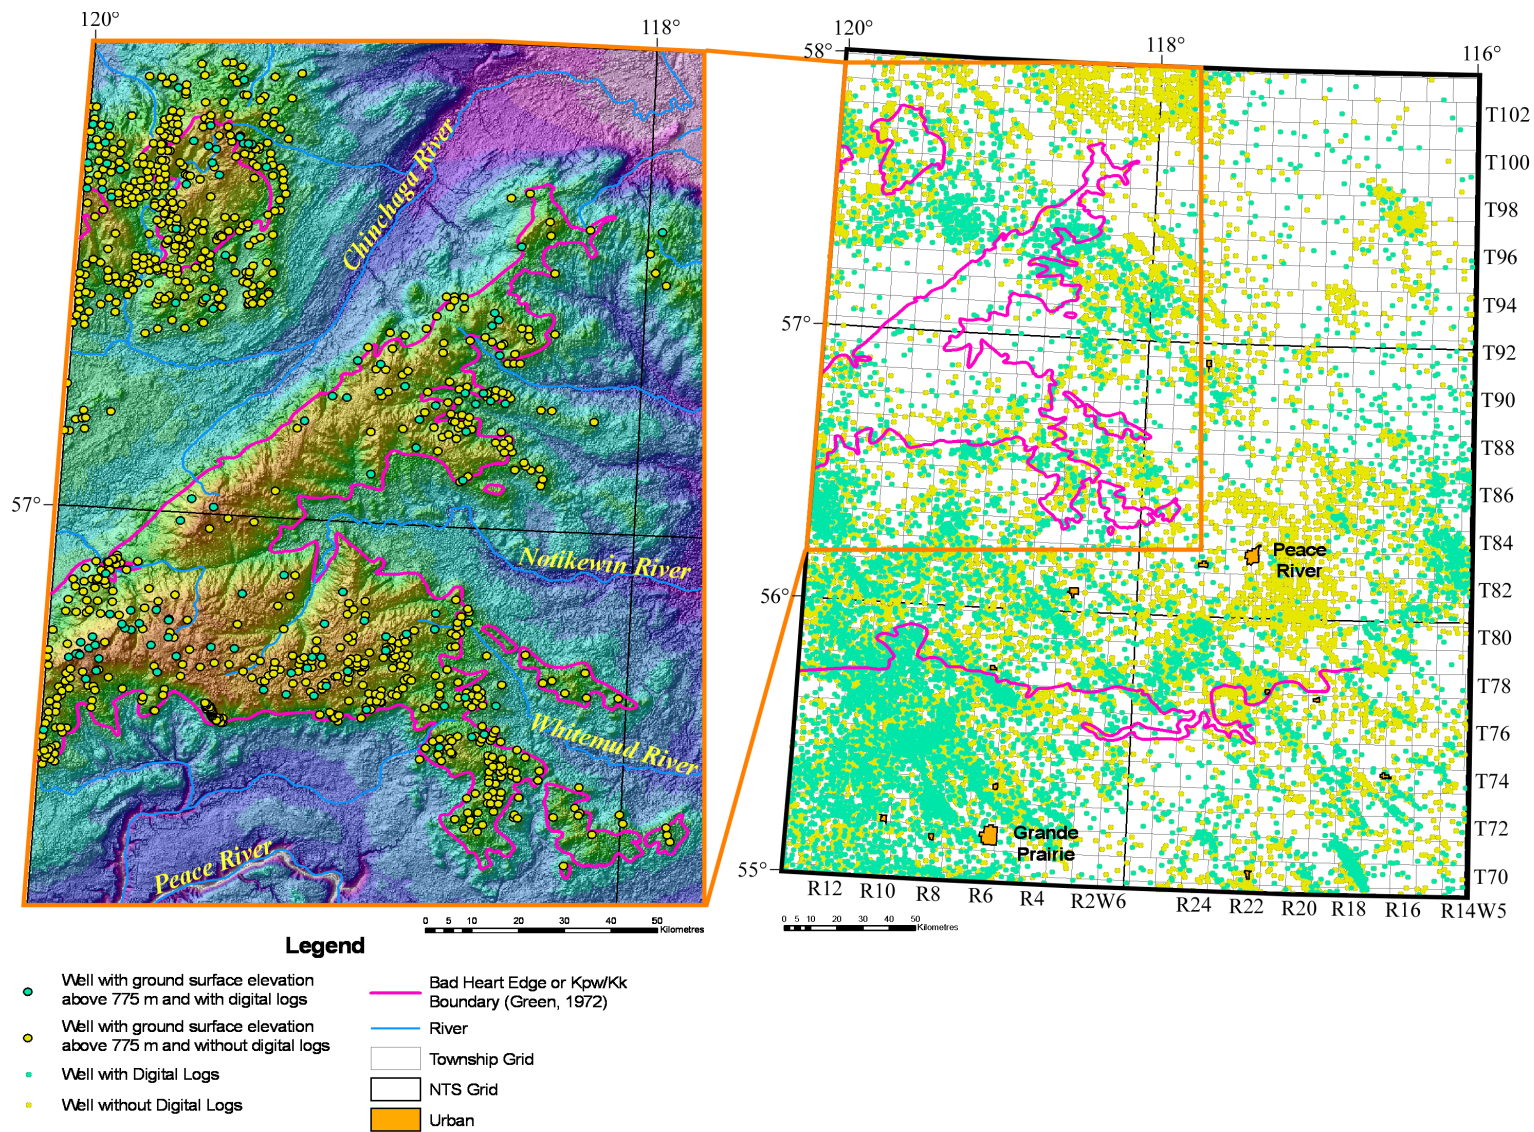 120°
118°
57°
Chinchaga River
Notikewin River
Whitemud River
Peace River
0 5 10 20 30 40 50
Kilometres
120°
58°
118°
116°
57°
56°
55°
T102
T100
T98
T96
T94
T92
T90
T88
T86
T84
T82
T80
T78
T76
T74
T72
T70
Peace
River
Grande
Prairie
R12 R10 R8 R6 R4 R2W6 R24 R22 R20 R18 R16 R14W5
0 5 10 20 30 40 50
Kilometres
Legend
Well with ground surface elevation
above 775 m and with digital logs
Well with ground surface elevation
above 775 m and without digital logs
Well with Digital Logs
Well without Digital Logs
Bad Heart Edge or Kpw/Kk
Boundary (Green, 1972)
River
Township Grid
NTS Grid
Urban